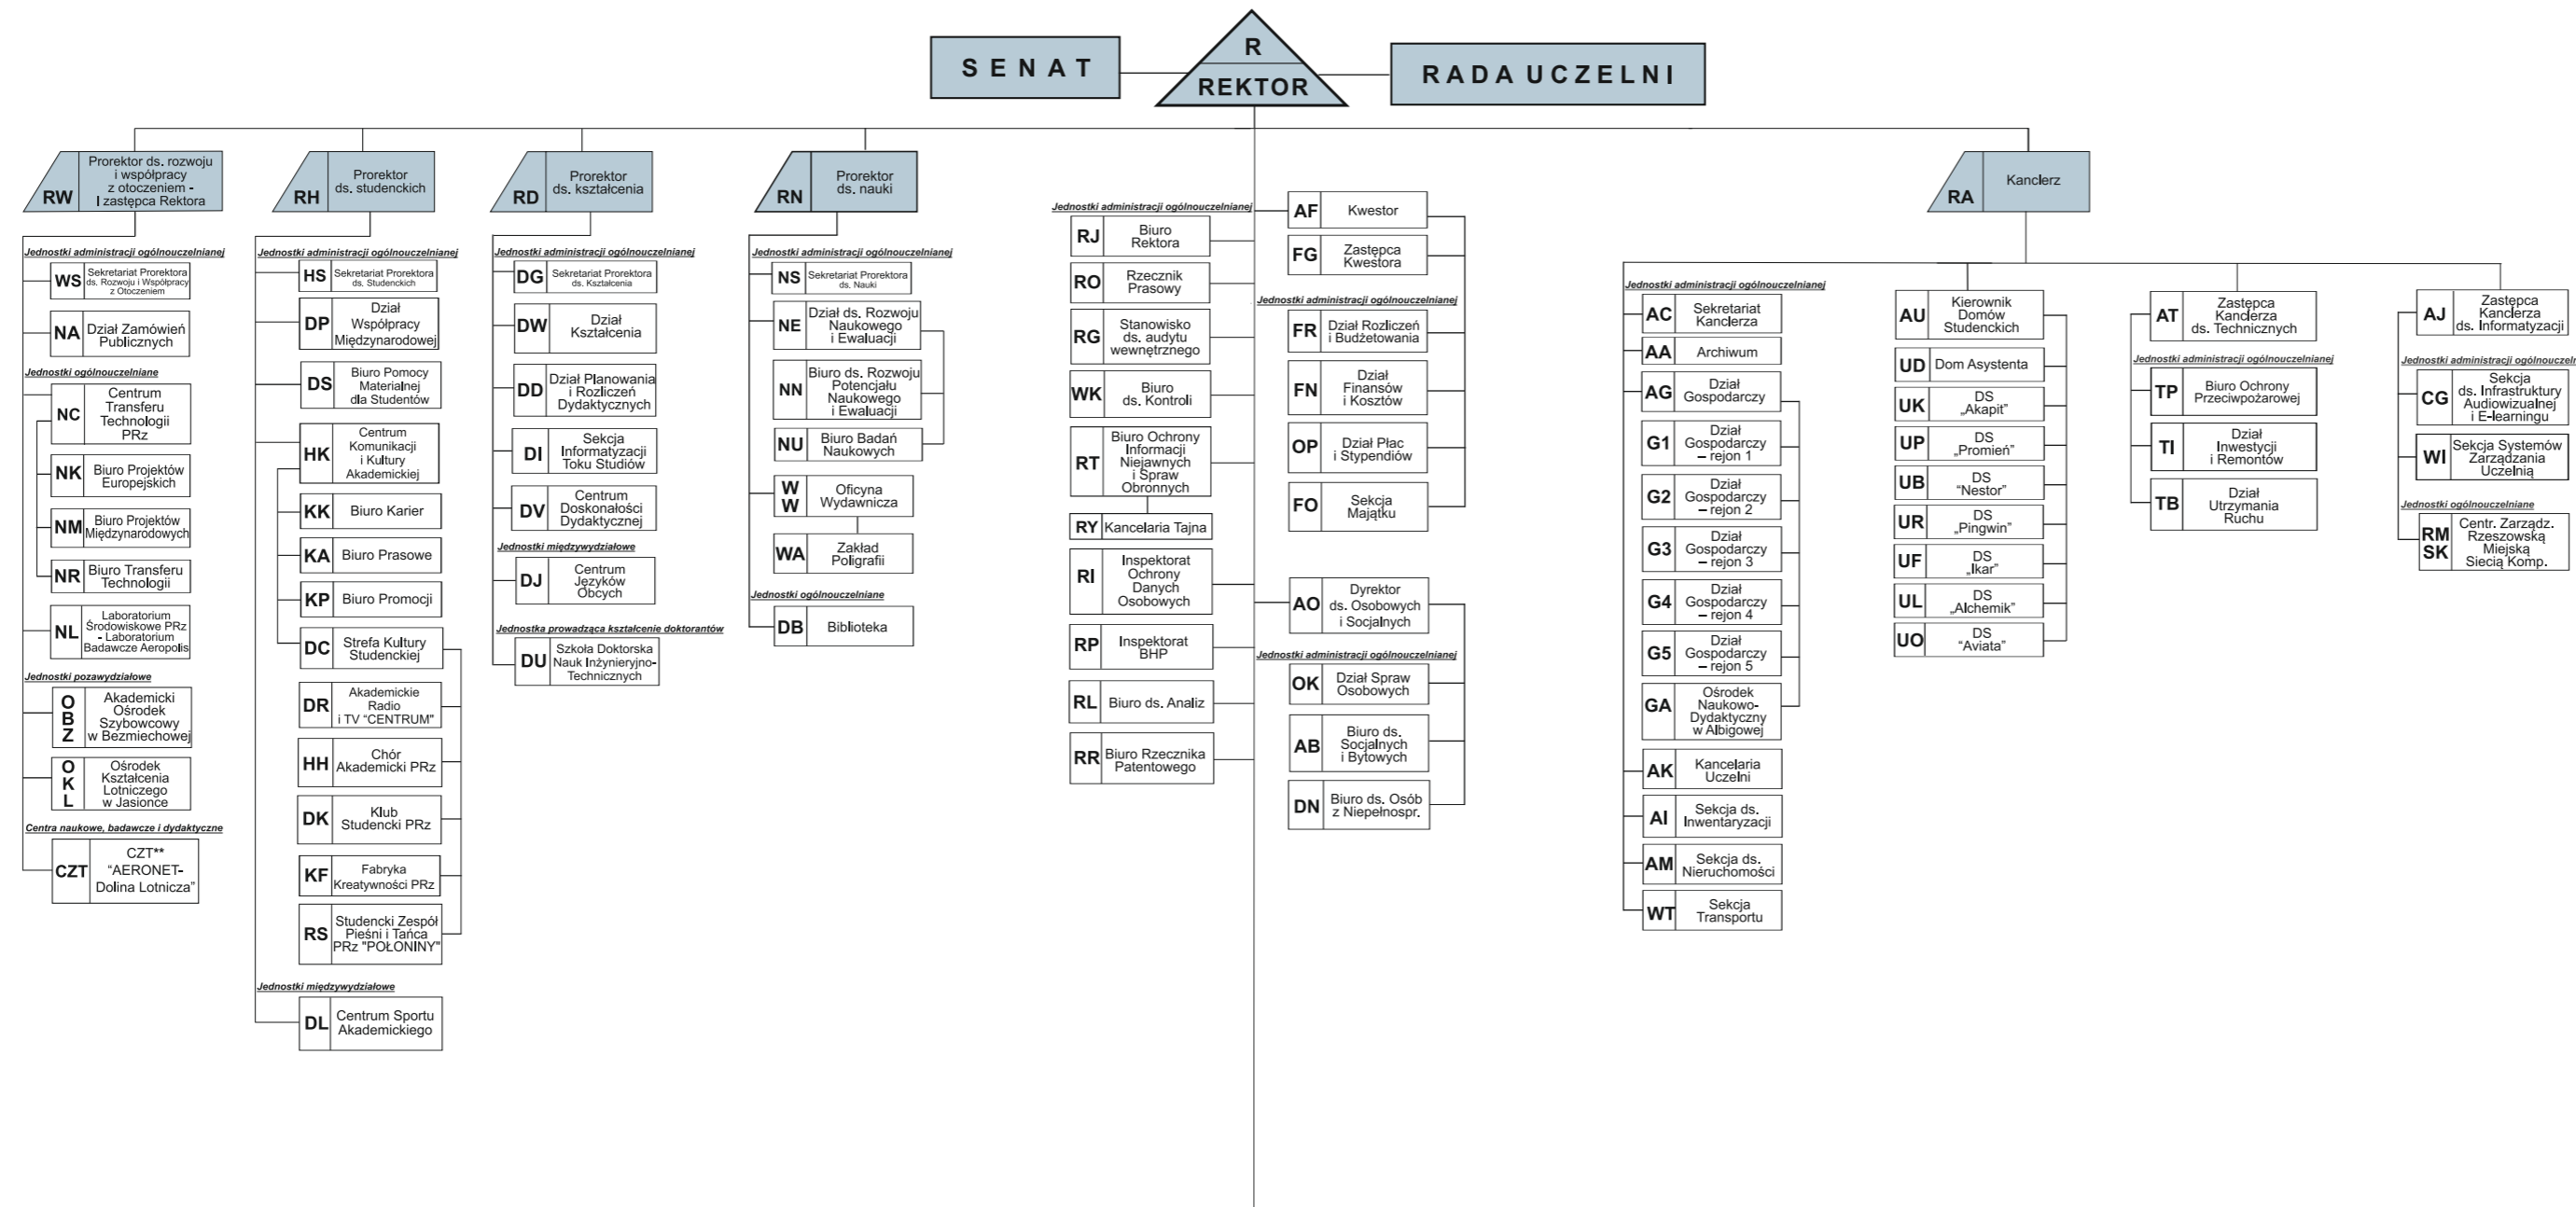 SENAT
R
REKTOR
RADA UCZELNI
RW
Prorektor ds. rozwoju
i współpracy
z otoczeniem -
I zastępca Rektora
RH
Prorektor
ds. studenckich
RD
Prorektor
ds. kształcenia
RN
Prorektor
ds. nauki
RA
Kanclerz
Jednostki administracji ogólnouczelnianej
WS
Sekretariat Prorektora
ds. Rozwoju i Współpracy
z Otoczeniem
NA
Dział Zamówień
Publicznych
Jednostki ogólnouczelniane
NC
Centrum
Transferu
Technologii
PRz
NK
Biuro Projektów
Europejskich
NM
Biuro Projektów
Międzynarodowych
NR
Biuro Transferu
Technologii
NL
Laboratorium
Środowiskowe PRz
- Laboratorium
Badawcze Aeropolis
Jednostki pozawydziałowe
O
B
Z
Akademicki
Ośrodek
Szybowcowy
w Bezmiechowej
O
K
L
Ośrodek
Kształcenia
Lotniczego
w Jasionce
Centra naukowe, badawcze i dydaktyczne
CZT
CZT**
“AERONET-
Dolina Lotnicza”
Jednostki administracji ogólnouczelnianej
HS
Sekretariat Prorektora
ds. Studenckich
DP
Dział
Współpracy
Międzynarodowej
DS
Biuro Pomocy
Materialnej
dla Studentów
HK
Centrum
Komunikacji
i Kultury
Akademickiej
KK
Biuro Karier
KA
Biuro Prasowe
KP
Biuro Promocji
DC
Strefa Kultury
Studenckiej
DR
Akademickie
Radio
i TV “CENTRUM”
HH
Chór
Akademicki PRz
DK
Klub
Studencki PRz
KF
Fabryka
Kreatywności PRz
RS
Studencki Zespół
Pieśni i Tańca
PRz "POŁONINY"
Jednostki międzywydziałowe
DL
Centrum Sportu
Akademickiego
Jednostki administracji ogólnouczelnianej
DG
Sekretariat Prorektora
ds. Kształcenia
DW
Dział
Kształcenia
DD
Dział Planowania
i Rozliczeń
Dydaktycznych
DI
Sekcja
Informatyzacji
Toku Studiów
DV
Centrum
Doskonałości
Dydaktycznej
Jednostki międzywydziałowe
DJ
Centrum
Języków
Obcych
Jednostka prowadząca kształcenie doktorantów
DU
Szkoła Doktorska
Nauk Inżynieryjno-
Technicznych
Jednostki administracji ogólnouczelnianej
NS
Sekretariat Prorektora
ds. Nauki
NE
Dział ds. Rozwoju
Naukowego
i Ewaluacji
NN
Biuro ds. Rozwoju
Potencjału
Naukowego
i Ewaluacji
NU
Biuro Badań
Naukowych
W
W
Oficyna
Wydawnicza
WA
Zakład
Poligrafii
Jednostki ogólnouczelniane
DB
Biblioteka
Jednostki administracji ogólnouczelnianej
RJ
Biuro
Rektora
RO
Rzecznik
Prasowy
RG
Stanowisko
ds. audytu
wewnętrznego
WK
Biuro
ds. Kontroli
RT
Biuro Ochrony
Informacji
Niejawnych
i Spraw
Obronnych
RY
Kancelaria Tajna
RI
Inspektorat
Ochrony
Danych
Osobowych
RP
Inspektorat
BHP
RL
Biuro ds. Analiz
RR
Biuro Rzecznika
Patentowego
AF
Kwestor
FG
Zastępca
Kwestora
Jednostki administracji ogólnouczelnianej
FR
Dział Rozliczeń
i Budżetowania
FN
Dział
Finansów
i Kosztów
OP
Dział Płac
i Stypendiów
FO
Sekcja
Majątku
AO
Dyrektor
ds. Osobowych
i Socjalnych
Jednostki administracji ogólnouczelnianej
OK
Dział Spraw
Osobowych
AB
Biuro ds.
Socjalnych
i Bytowych
DN
Biuro ds. Osób
z Niepełnospr.
Jednostki administracji ogólnouczelnianej
AC
Sekretariat
Kanclerza
AA
Archiwum
AG
Dział
Gospodarczy
G1
Dział
Gospodarczy
– rejon 1
G2
Dział
Gospodarczy
– rejon 2
G3
Dział
Gospodarczy
– rejon 3
G4
Dział
Gospodarczy
– rejon 4
G5
Dział
Gospodarczy
– rejon 5
GA
Ośrodek
Naukowo-
Dydaktyczny
w Albigowej
AK
Kancelaria
Uczelni
AI
Sekcja ds.
Inwentaryzacji
AM
Sekcja ds.
Nieruchomości
WT
Sekcja
Transportu
AU
Kierownik
Domów
Studenckich
UD
Dom Asystenta
UK
DS
„Akapit”
UP
DS
„Promień”
UB
DS
“Nestor”
UR
DS
„Pingwin”
UF
DS
„Ikar”
UL
DS
„Alchemik”
UO
DS
“Aviata”
AT
Zastępca
Kanclerza
ds. Technicznych
Jednostki administracji ogólnouczelnianej
TP
Biuro Ochrony
Przeciwpożarowej
TI
Dział
Inwestycji
i Remontów
TB
Dział
Utrzymania
Ruchu
AJ
Zastępca
Kanclerza
ds. Informatyzacji
Jednostki administracji ogólnouczeln
CG
Sekcja
ds. Infrastruktury
Audiowizualnej
i E-learningu
WI
Sekcja Systemów
Zarządzania
Uczelnią
Jednostki ogólnouczelniane
RM
SK
Centr. Zarządz.
Rzeszowską
Miejską
Siecią Komp.